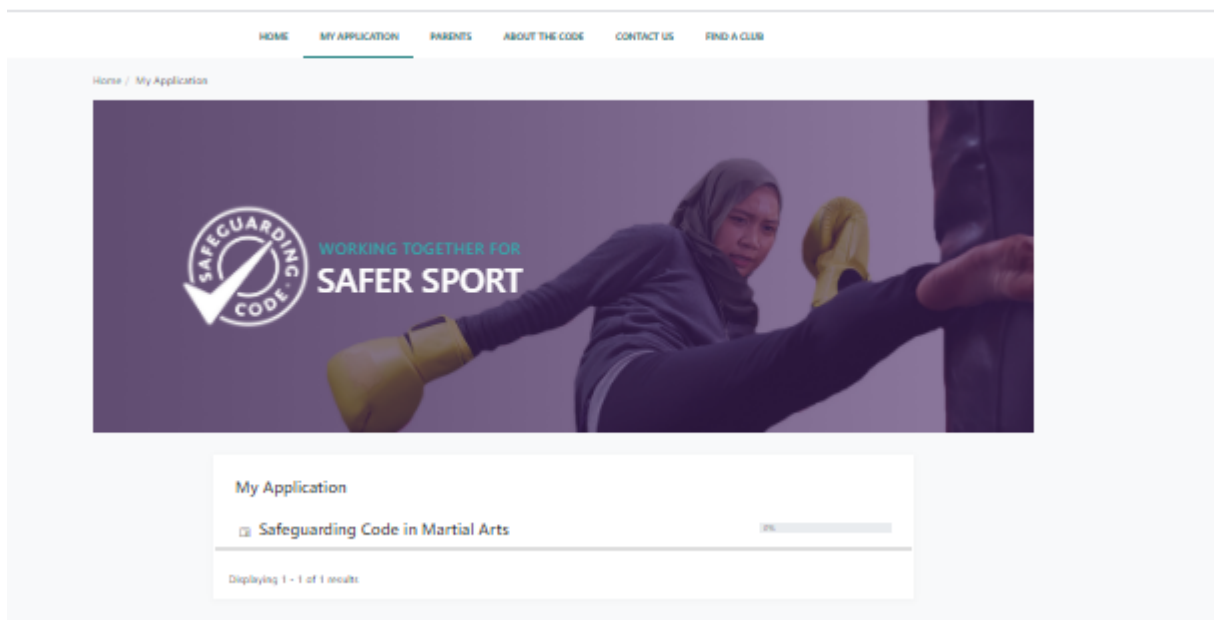 HOME MY APPLICATION PARENTS ABOUT THE CODE CONTACT US FIND A CLUB
Home / My Application
SAFEGUARDING CODE
WORKING TOGETHER FOR
SAFER SPORT
My Application
Safeguarding Code in Martial Arts
0%
Displaying 1 - 1 of 1 results